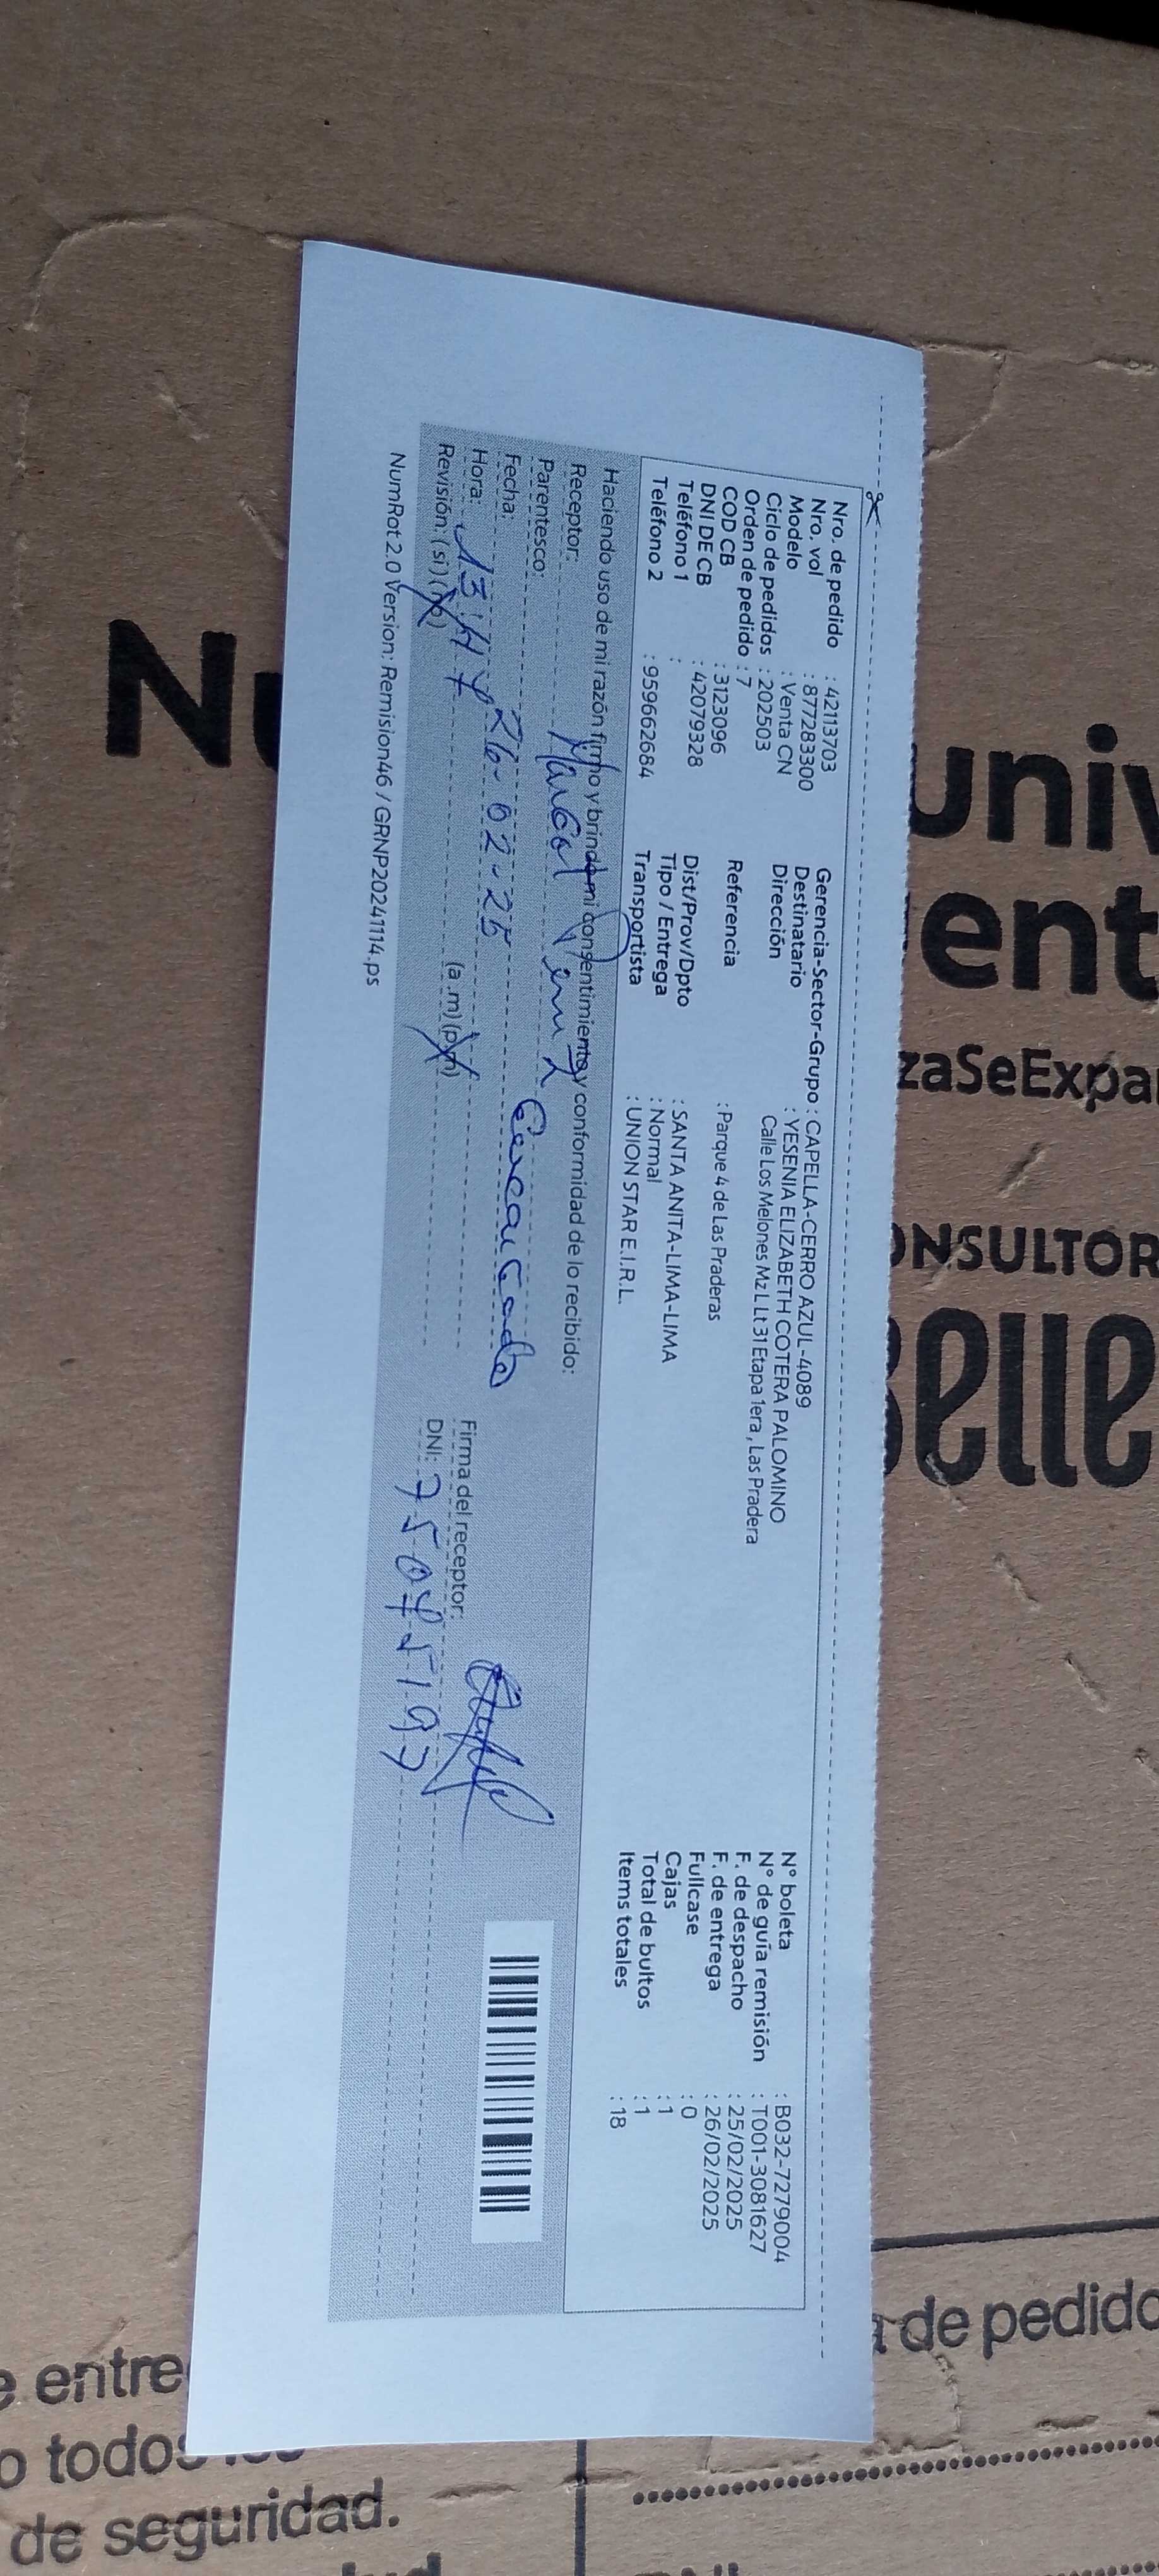 Nro. de pedido : 42113703
Nro. vol : 877283300
Modelo : Venta CN
Ciclo de pedidos : 202503
Orden de pedido : 7
COD CB : 3123096
DNI DE CB : 42079328
Teléfono 1 :
Teléfono 2 : 959662684
Gerencia-Sector-Grupo : CAPELLA-CERRO AZUL-4089
Destinatario : YESENIA ELIZABETH COTERA PALOMINO
Dirección Calle Los Melones Mz L Lt 31 Etapa 1era , Las Pradera
Referencia : Parque 4 de Las Praderas
Dist/Prov/Dpto : SANTA ANITA-LIMA-LIMA
Tipo / Entrega : Normal
Transportista : UNION STAR E.I.R.L.
N° boleta : B032-7279004
N° de guía remisión : T001-3081627
F. de despacho : 25/02/2025
F. de entrega : 26/02/2025
Fullcase : 0
Cajas : 1
Total de bultos : 1
Items totales : 18
Haciendo uso de mi razón firmo y brindo mi consentimiento y conformidad de lo recibido:
Receptor:
Parentesco:
Fecha: 26-02-25
Hora: (a.m) (p.m)
Revisión: (si) (no)
Firma del receptor:
DNI:
NumRot 2.0 Version: Remision46 / GRNP20241114.ps
univ
ent
zaSeExpa
ONSULTOR
Belle
de pedido
e entre
o todos
de seguridad.